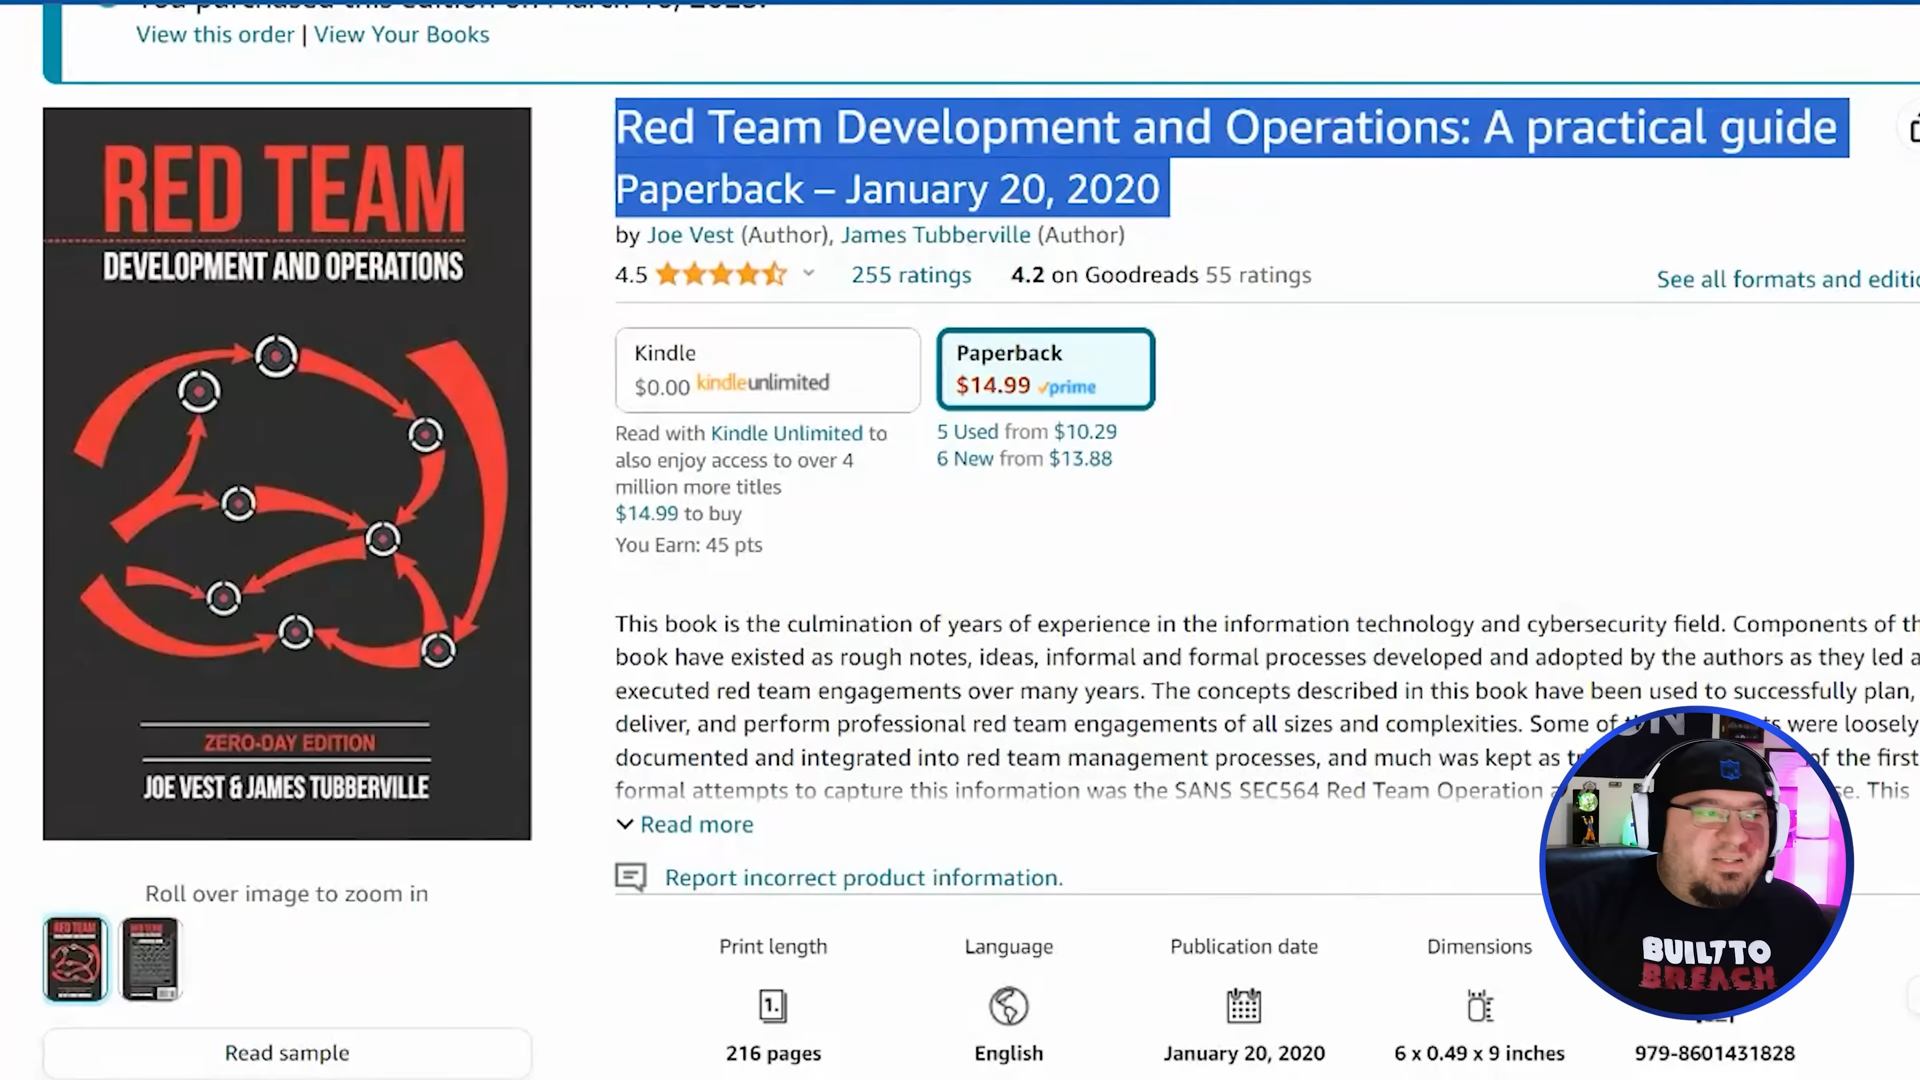 View this order | View Your Books
RED TEAM
DEVELOPMENT AND OPERATIONS
ZERO-DAY EDITION
JOE VEST & JAMES TUBBERVILLE
Roll over image to zoom in
Read sample
Red Team Development and Operations: A practical guide
Paperback – January 20, 2020
by Joe Vest (Author), James Tubberville (Author)
4.5 255 ratings 4.2 on Goodreads 55 ratings
See all formats and editio
Kindle
$0.00 kindleunlimited
Paperback
$14.99 prime
Read with Kindle Unlimited to
also enjoy access to over 4
million more titles
$14.99 to buy
You Earn: 45 pts
5 Used from $10.29
6 New from $13.88
This book is the culmination of years of experience in the information technology and cybersecurity field. Components of th
book have existed as rough notes, ideas, informal and formal processes developed and adopted by the authors as they led a
executed red team engagements over many years. The concepts described in this book have been used to successfully plan,
deliver, and perform professional red team engagements of all sizes and complexities. Some of were loosely
documented and integrated into red team management processes, and much was kept as of the first
formal attempts to capture this information was the SANS SEC564 Red Team Operation This
Read more
Report incorrect product information.
Print length
Language
Publication date
Dimensions
216 pages
English
January 20, 2020
6 x 0.49 x 9 inches
979-8601431828
BUILT TO
BREACH